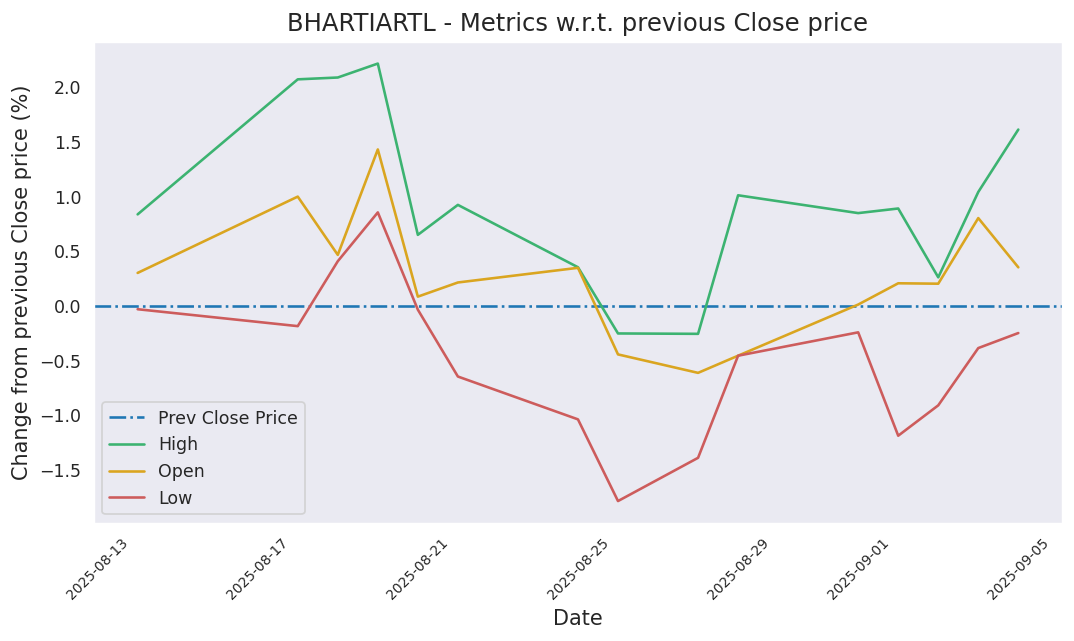 BHARTIARTL - Metrics w.r.t. previous Close price
Change from previous Close price (%)
2.0
1.5
1.0
0.5
0.0
−0.5
−1.0
−1.5
Prev Close Price
High
Open
Low
2025-08-13
2025-08-17
2025-08-21
2025-08-25
2025-08-29
2025-09-01
2025-09-05
Date